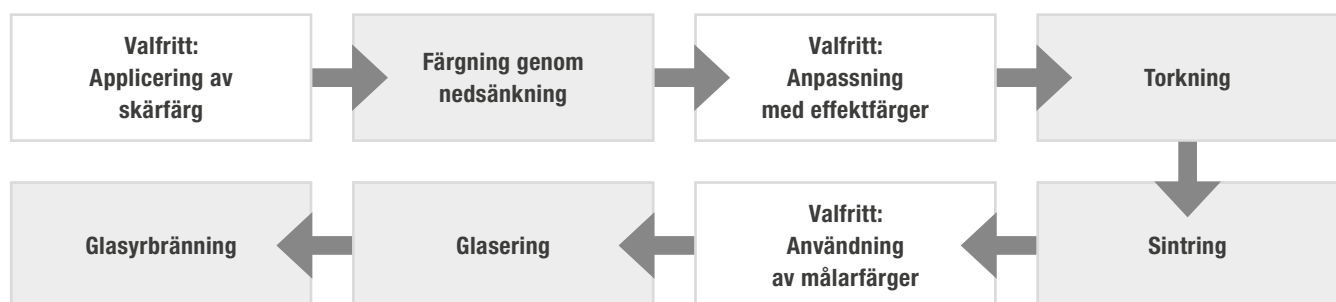 Valfritt:
Applicering av
skärfärg
Färgning genom
nedsänkning
Valfritt:
Anpassning
med effektfärger
Torkning
Sintring
Valfritt:
Användning
av målarfärger
Glasering
Glasyrbränning